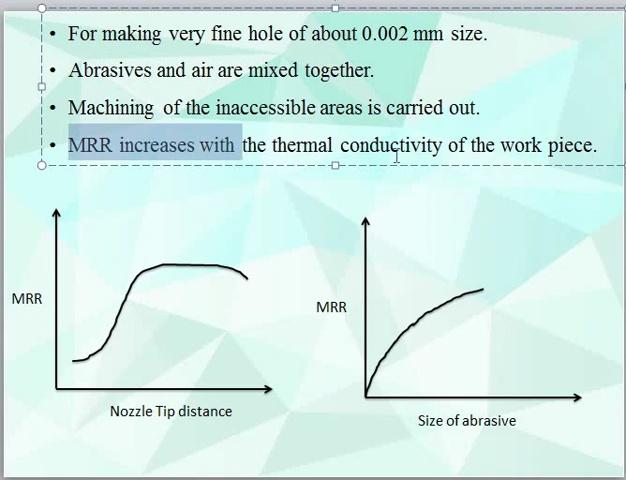 • For making very fine hole of about 0.002 mm size.
• Abrasives and air are mixed together.
• Machining of the inaccessible areas is carried out.
• MRR increases with the thermal conductivity of the work piece.
MRR
Nozzle Tip distance
MRR
Size of abrasive